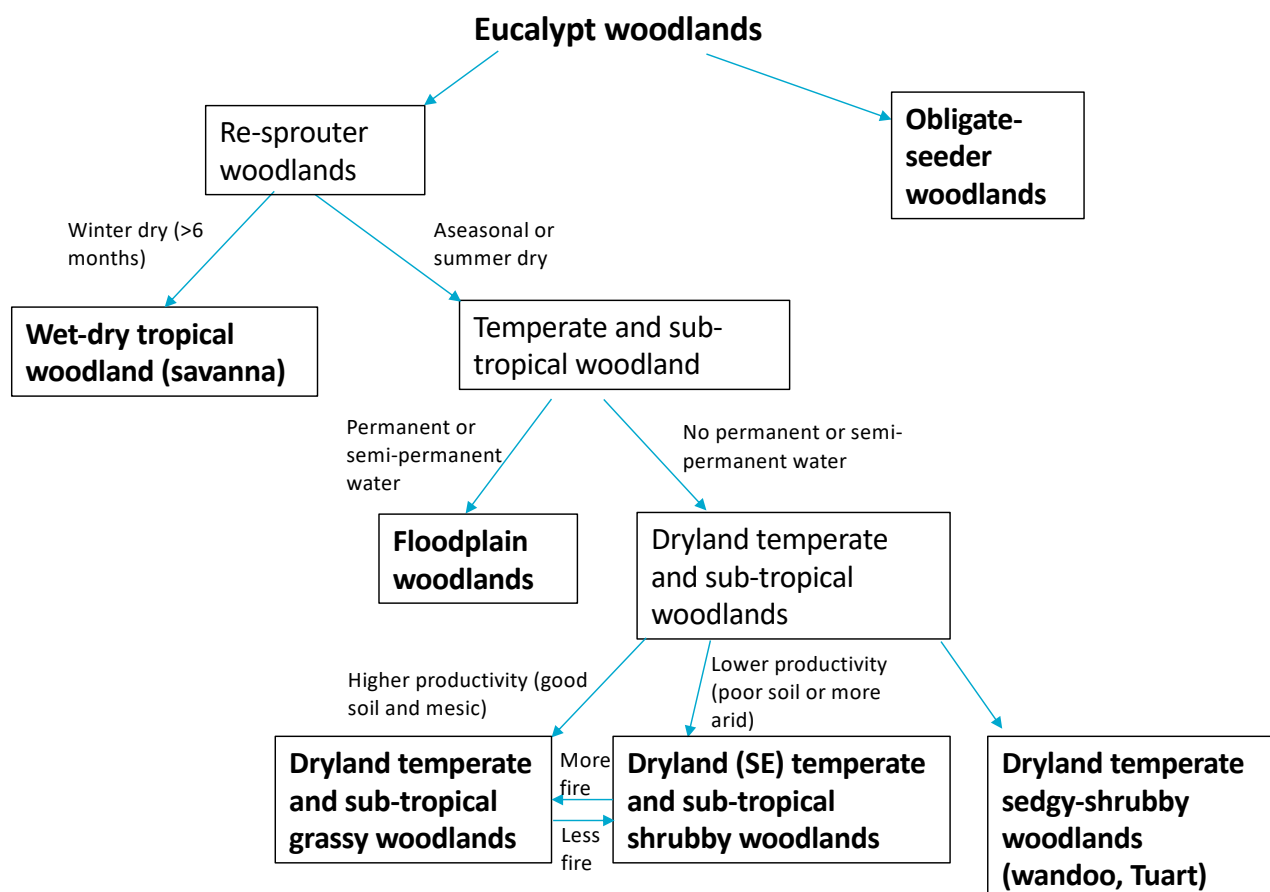 Eucalypt woodlands
Re-sprouter
woodlands
Obligate-
seeder
woodlands
Winter dry (>6
months)
Aseasonal or
summer dry
Wet-dry tropical
woodland (savanna)
Temperate and sub-
tropical woodland
Permanent or
semi-permanent
water
No permanent or semi-
permanent water
Floodplain
woodlands
Dryland temperate
and sub-tropical
woodlands
Higher productivity (good
soil and mesic)
Lower productivity
(poor soil or more
arid)
Dryland temperate
and sub-tropical
grassy woodlands
More
fire
Less
fire
Dryland (SE) temperate
and sub-tropical
shrubby woodlands
Dryland temperate
sedgy-shrubby
woodlands
(wandoo, Tuart)